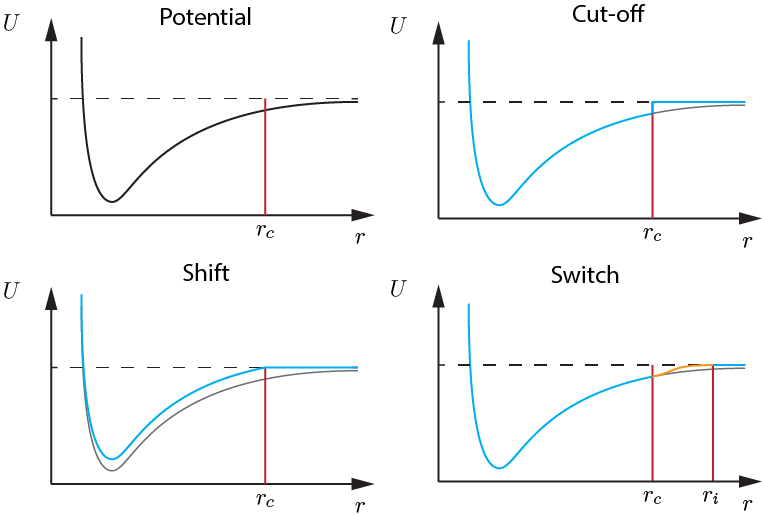 Potential
U
r_c
r
Cut-off
U
r_c
r
Shift
U
r_c
r
Switch
U
r_c
r_i
r